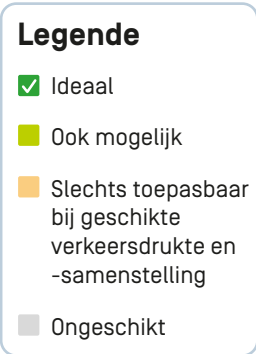 Legende
Ideaal
Ook mogelijk
Slechts toepasbaar
bij geschikte
verkeersdrukte en
-samenstelling
Ongeschikt